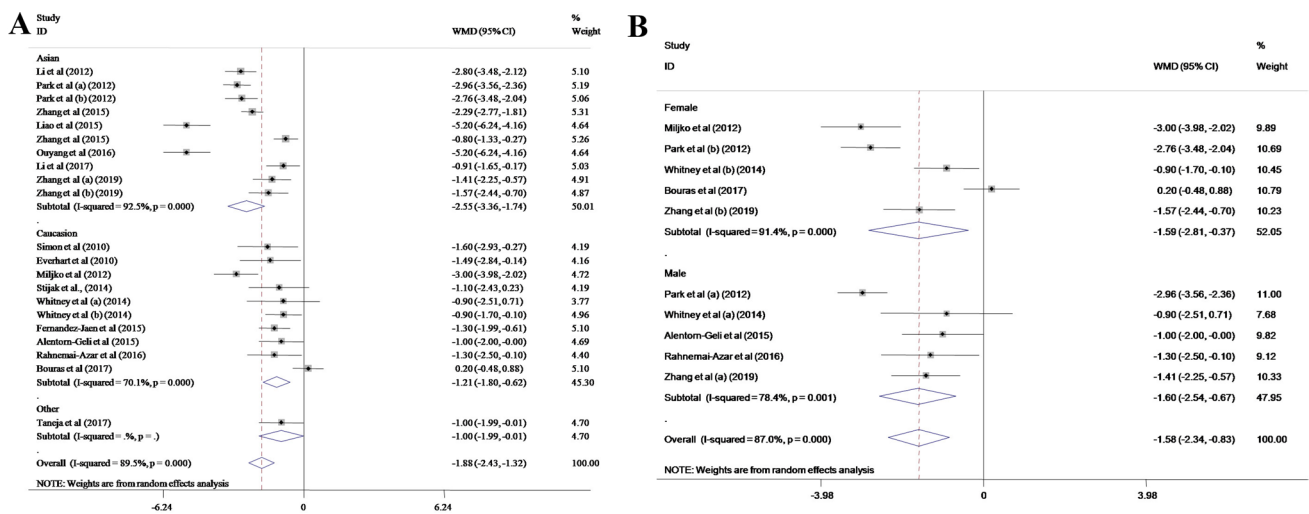 A
Study %
ID WMD (95% CI) Weight
Asian
Li et al (2012) -2.80 (-3.48, -2.12) 5.10
Park et al (a) (2012) -2.96 (-3.56, -2.36) 5.19
Park et al (b) (2012) -2.76 (-3.48, -2.04) 5.06
Zhang et al (2015) -2.29 (-2.77, -1.81) 5.31
Liao et al (2015) -5.20 (-6.24, -4.16) 4.64
Zhang et al (2015) -0.80 (-1.33, -0.27) 5.26
Ouyang et al (2016) -5.20 (-6.24, -4.16) 4.64
Li et al (2017) -0.91 (-1.65, -0.17) 5.03
Zhang et al (a) (2019) -1.41 (-2.25, -0.57) 4.91
Zhang et al (b) (2019) -1.57 (-2.44, -0.70) 4.87
Subtotal (I-squared = 92.5%, p = 0.000) -2.55 (-3.36, -1.74) 50.01
.
Caucasion
Simon et al (2010) -1.60 (-2.93, -0.27) 4.19
Everhart et al (2010) -1.49 (-2.84, -0.14) 4.16
Miljko et al (2012) -3.00 (-3.98, -2.02) 4.72
Stijak et al., (2014) -1.10 (-2.43, 0.23) 4.19
Whitney et al (a) (2014) -0.90 (-2.51, 0.71) 3.77
Whitney et al (b) (2014) -0.90 (-1.70, -0.10) 4.96
Fernandez-Jaen et al (2015) -1.30 (-1.99, -0.61) 5.10
Alentorn-Geli et al (2015) -1.00 (-2.00, -0.00) 4.69
Rahnemai-Azar et al (2016) -1.30 (-2.50, -0.10) 4.40
Bouras et al (2017) 0.20 (-0.48, 0.88) 5.10
Subtotal (I-squared = 70.1%, p = 0.000) -1.21 (-1.80, -0.62) 45.30
.
Other
Taneja et al (2017) -1.00 (-1.99, -0.01) 4.70
Subtotal (I-squared = .%, p = .) -1.00 (-1.99, -0.01) 4.70
.
Overall (I-squared = 89.5%, p = 0.000) -1.88 (-2.43, -1.32) 100.00
NOTE: Weights are from random effects analysis
-6.24 0 6.24
B
Study %
ID WMD (95% CI) Weight
Female
Miljko et al (2012) -3.00 (-3.98, -2.02) 9.89
Park et al (b) (2012) -2.76 (-3.48, -2.04) 10.69
Whitney et al (b) (2014) -0.90 (-1.70, -0.10) 10.45
Bouras et al (2017) 0.20 (-0.48, 0.88) 10.79
Zhang et al (b) (2019) -1.57 (-2.44, -0.70) 10.23
Subtotal (I-squared = 91.4%, p = 0.000) -1.59 (-2.81, -0.37) 52.05
.
Male
Park et al (a) (2012) -2.96 (-3.56, -2.36) 11.00
Whitney et al (a) (2014) -0.90 (-2.51, 0.71) 7.68
Alentorn-Geli et al (2015) -1.00 (-2.00, -0.00) 9.82
Rahnemai-Azar et al (2016) -1.30 (-2.50, -0.10) 9.12
Zhang et al (a) (2019) -1.41 (-2.25, -0.57) 10.33
Subtotal (I-squared = 78.4%, p = 0.001) -1.60 (-2.54, -0.67) 47.95
.
Overall (I-squared = 87.0%, p = 0.000) -1.58 (-2.34, -0.83) 100.00
NOTE: Weights are from random effects analysis
-3.98 0 3.98